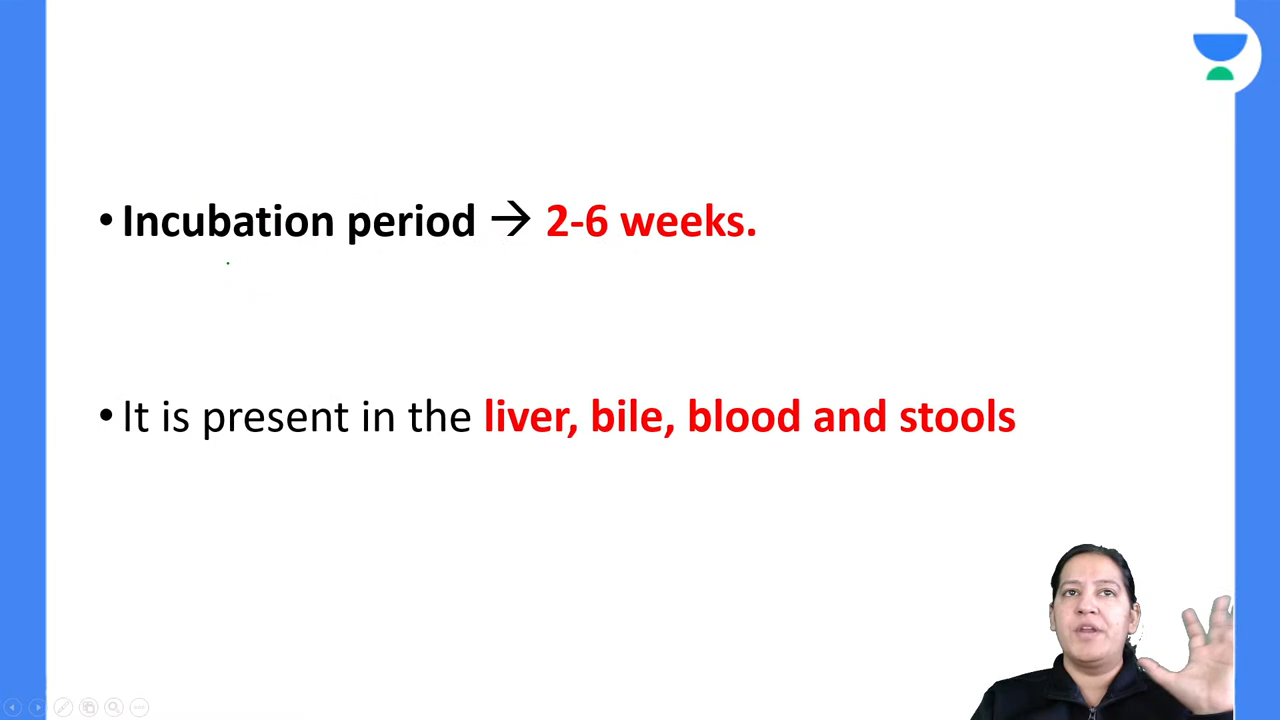 • Incubation period → 2-6 weeks.
• It is present in the liver, bile, blood and stools